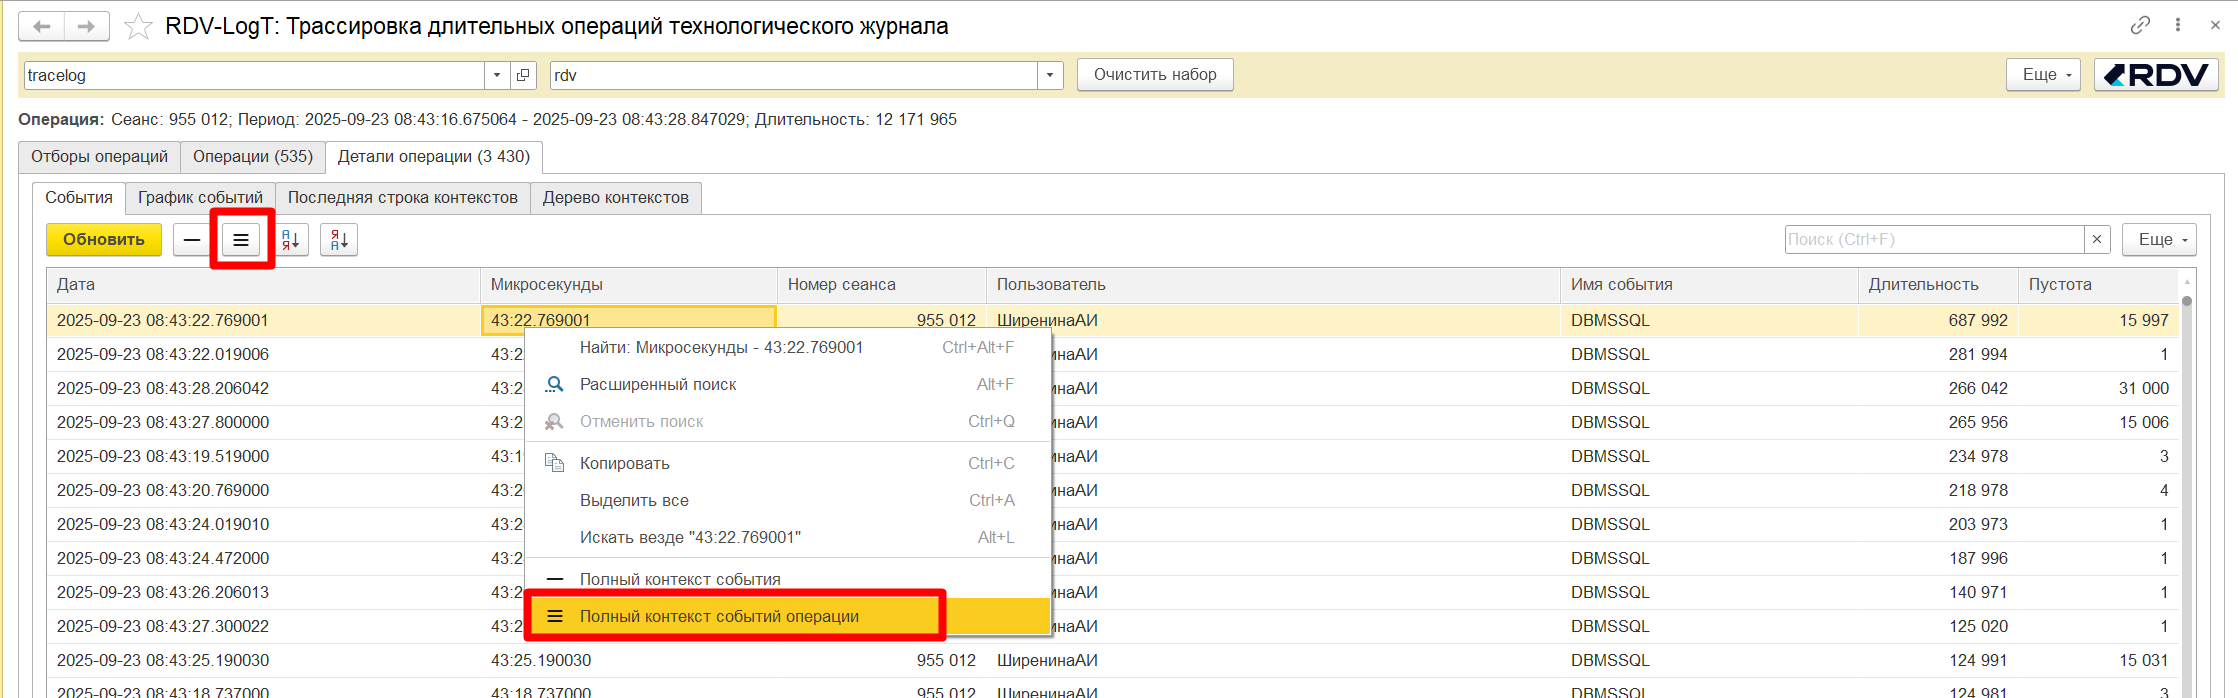 RDV-LogT: Трассировка длительных операций технологического журнала
tracelog rdv Очистить набор Еще RDV
Операция: Сеанс: 955 012; Период: 2025-09-23 08:43:16.675064 - 2025-09-23 08:43:28.847029; Длительность: 12 171 965
Отборы операций Операции (535) Детали операции (3 430)
События График событий Последняя строка контекстов Дерево контекстов
Обновить Поиск (Ctrl+F) Еще
Дата Микросекунды Номер сеанса Пользователь Имя события Длительность Пустота
2025-09-23 08:43:22.769001 43:22.769001 955 012 ШиренинаАИ DBMSSQL 687 992 15 997
2025-09-23 08:43:22.019006 43:2 инаАИ DBMSSQL 281 994 1
2025-09-23 08:43:28.206042 43:2 инаАИ DBMSSQL 266 042 31 000
2025-09-23 08:43:27.800000 43:2 инаАИ DBMSSQL 265 956 15 006
2025-09-23 08:43:19.519000 43:1 инаАИ DBMSSQL 234 978 3
2025-09-23 08:43:20.769000 43:2 инаАИ DBMSSQL 218 978 4
2025-09-23 08:43:24.019010 43:2 инаАИ DBMSSQL 203 973 1
2025-09-23 08:43:24.472000 43:2 инаАИ DBMSSQL 187 996 1
2025-09-23 08:43:26.206013 43:2 инаАИ DBMSSQL 140 971 1
2025-09-23 08:43:27.300022 43:2 инаАИ DBMSSQL 125 020 1
2025-09-23 08:43:25.190030 43:25.190030 955 012 ШиренинаАИ DBMSSQL 124 991 15 031
2025-09-23 08:43:18.737000 43:18.737000 955 012 ШиренинаАИ DBMSSQL 124 981 3
Найти: Микросекунды - 43:22.769001 Ctrl+Alt+F
Расширенный поиск Alt+F
Отменить поиск Ctrl+Q
Копировать Ctrl+C
Выделить все Ctrl+A
Искать везде "43:22.769001" Alt+L
Полный контекст события
Полный контекст событий операции